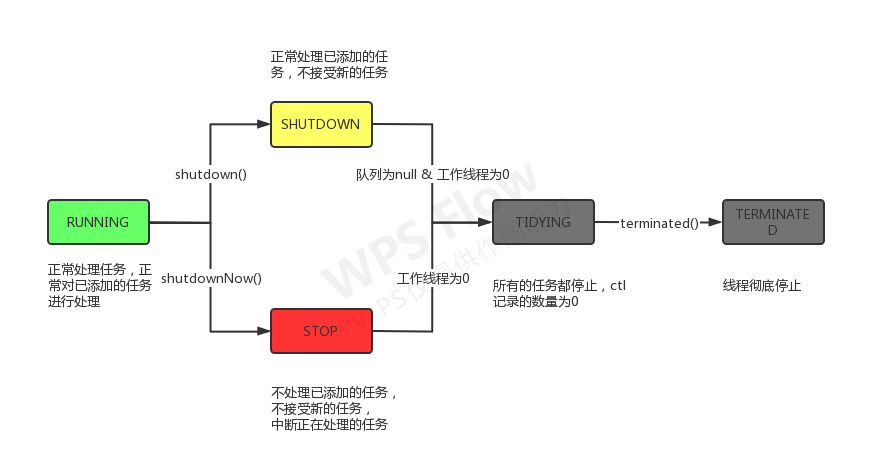 正常处理已添加的任
务，不接受新的任务
SHUTDOWN
shutdown()
队列为null & 工作线程为0
RUNNING
TIDYING
terminated()
TERMINATE
D
正常处理任务，正
常对已添加的任务
进行处理
shutdownNow()
工作线程为0
所有的任务都停止，ctl
记录的数量为0
线程彻底停止
STOP
不处理已添加的任务，
不接受新的任务，
中断正在处理的任务
WPS Flow